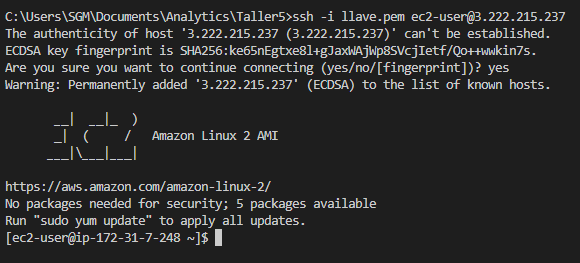 C:\Users\SGM\Documents\Analytics\Taller5>ssh -i llave.pem ec2-user@3.222.215.237
The authenticity of host '3.222.215.237 (3.222.215.237)' can't be established.
ECDSA key fingerprint is SHA256:ke65nEgtxe8l+gJaxWAjWp8SVcjIetf/Qo++wwkin7s.
Are you sure you want to continue connecting (yes/no/[fingerprint])? yes
Warning: Permanently added '3.222.215.237' (ECDSA) to the list of known hosts.

       __|  __|_  )
       _|  (     /   Amazon Linux 2 AMI
      ___|\___|___|

https://aws.amazon.com/amazon-linux-2/
No packages needed for security; 5 packages available
Run "sudo yum update" to apply all updates.
[ec2-user@ip-172-31-7-248 ~]$